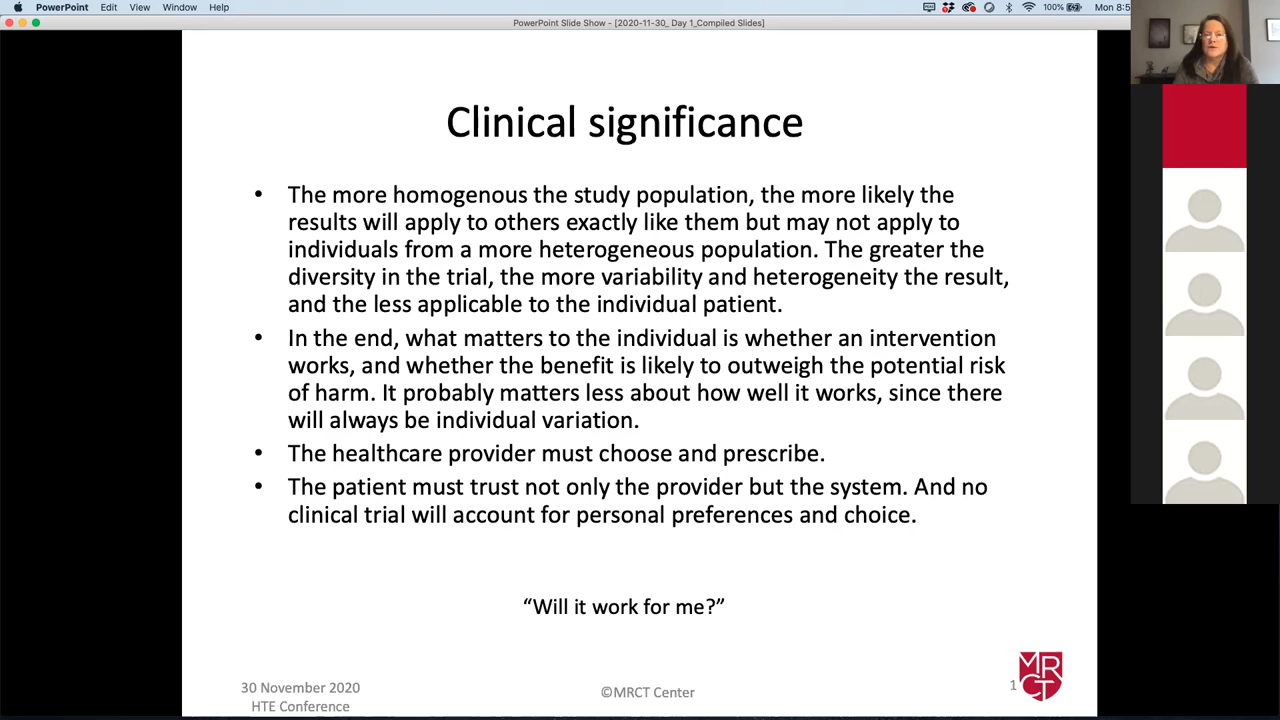 PowerPoint Edit View Window Help 100% Mon 8:5
PowerPoint Slide Show - [2020-11-30_ Day 1_Compiled Slides]
Clinical significance
• The more homogenous the study population, the more likely the
results will apply to others exactly like them but may not apply to
individuals from a more heterogeneous population. The greater the
diversity in the trial, the more variability and heterogeneity the result,
and the less applicable to the individual patient.
• In the end, what matters to the individual is whether an intervention
works, and whether the benefit is likely to outweigh the potential risk
of harm. It probably matters less about how well it works, since there
will always be individual variation.
• The healthcare provider must choose and prescribe.
• The patient must trust not only the provider but the system. And no
clinical trial will account for personal preferences and choice.
“Will it work for me?”
30 November 2020
HTE Conference
©MRCT Center
1
MR
CT